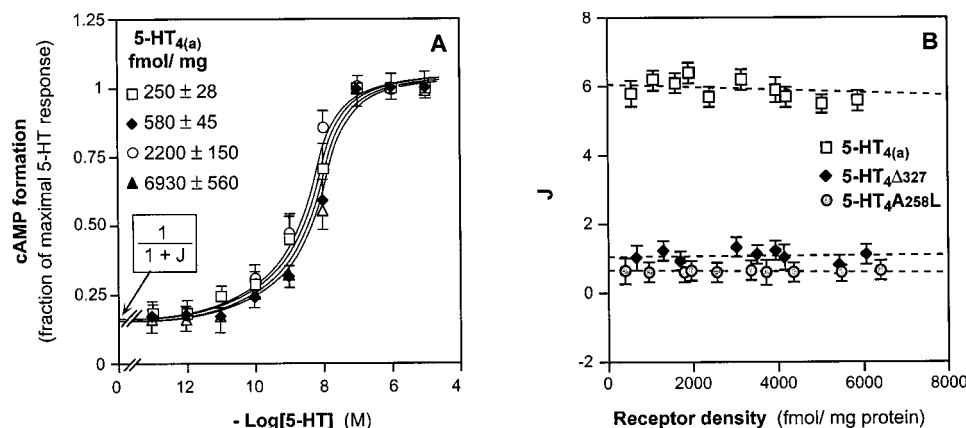 A
5-HT4(a)
fmol/ mg
250 ± 28
580 ± 45
2200 ± 150
6930 ± 560
cAMP formation
(fraction of maximal 5-HT response)
1.25
1
0.75
0.50
0.25
0
1
1 + J
0 12 10 8 6 4
- Log[5-HT] (M)
B
J
8
6
4
2
0
-2
5-HT4(a)
5-HT4Δ327
5-HT4A258L
0 2000 4000 6000 8000
Receptor density (fmol/ mg protein)